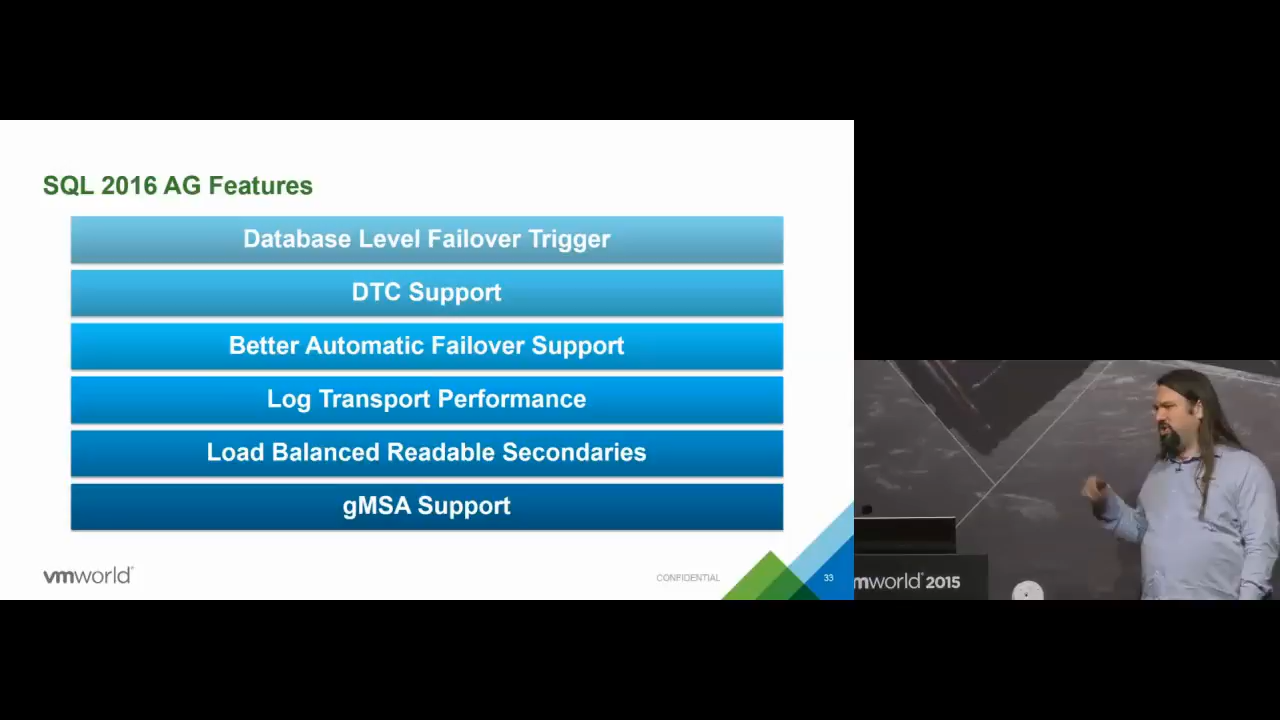 SQL 2016 AG Features
Database Level Failover Trigger
DTC Support
Better Automatic Failover Support
Log Transport Performance
Load Balanced Readable Secondaries
gMSA Support
vmworld®
CONFIDENTIAL
33
mworld® 2015